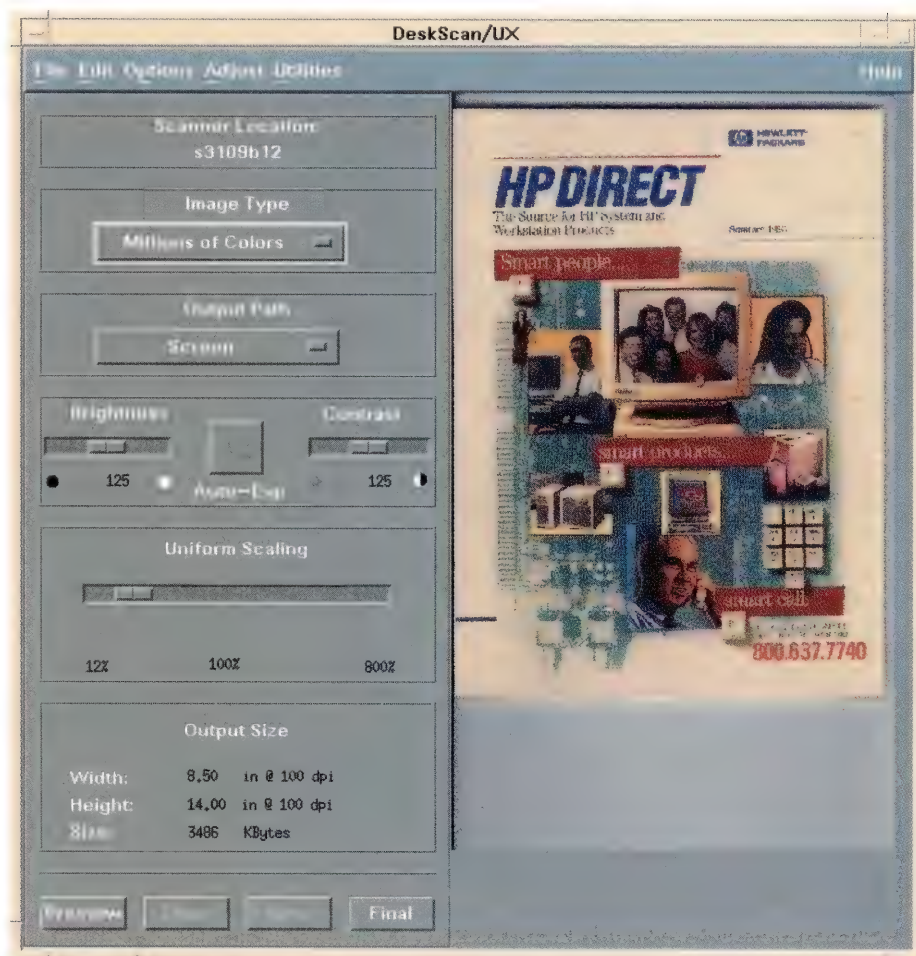 DeskScan/UX
File Edit Options Adjust Utilities Help
Scanner Location:
s3109b12
Image Type
Millions of Colors
Output Path
Screen
Brightness Contrast
125 125
Auto-Exp
Uniform Scaling
12% 100% 800%
Output Size
Width: 8.50 in @ 100 dpi
Height: 14.00 in @ 100 dpi
Size: 3486 KBytes
Preview Final
hp HEWLETT
PACKARD
HP DIRECT
The Source for HP System and
Workstation Products
Summer
Smart people...
smart products...
smart call.
800.637.7740